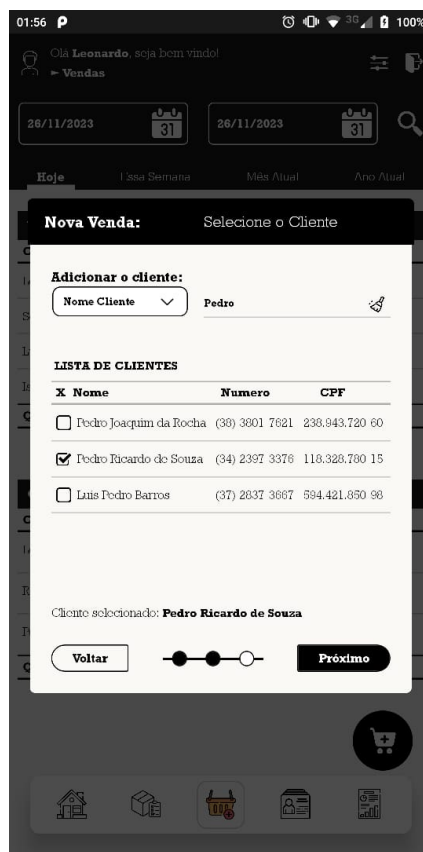 01:56 3G 100%
Olá Leonardo, seja bem vindo!
► Vendas
26/11/2023 31 26/11/2023 31
Hoje Essa Semana Mês Atual Ano Atual
Nova Venda: Selecione o Cliente
Adicionar o cliente:
Nome Cliente Pedro
LISTA DE CLIENTES
X Nome Numero CPF
Pedro Joaquim da Rocha (38) 3801 7621 238.943.720 60
Pedro Ricardo de Souza (34) 2397 3376 118.328.780 15
Luis Pedro Barros (37) 2837 3667 594.421.850 98
Cliente selecionado: Pedro Ricardo de Souza
Voltar Próximo